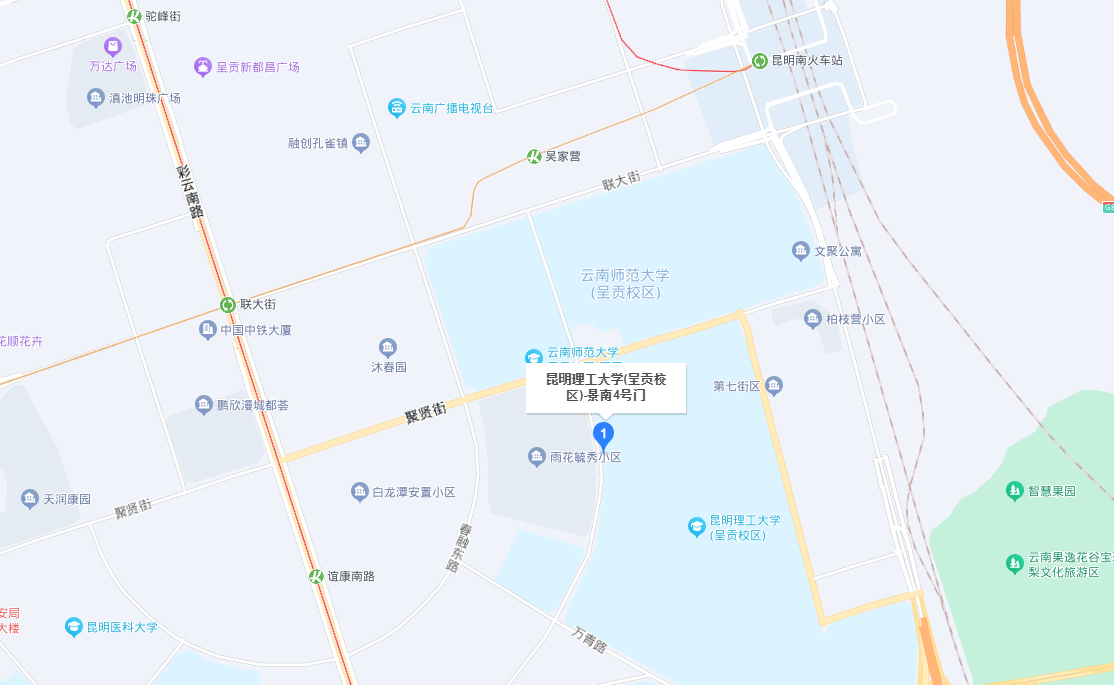 驼峰街
万达广场
呈贡新都昌广场
滇池明珠广场
昆明南火车站
云南广播电视台
融创孔雀镇
吴家营
彩云南路
联大街
文聚公寓
云南师范大学
(呈贡校区)
联大街
中国中铁大厦
柏枝营小区
花顺花卉
云南师范大学
沐春园
昆明理工大学(呈贡校
区)-景南4号门
第七街区
鹏欣漫城都荟
聚贤街
1
雨花毓秀小区
白龙潭安置小区
天润康园
聚贤街
智慧果园
昆明理工大学
(呈贡校区)
春融东路
云南果逸花谷宝珠
梨文化旅游区
谊康南路
安局
大楼
昆明医科大学
万青路